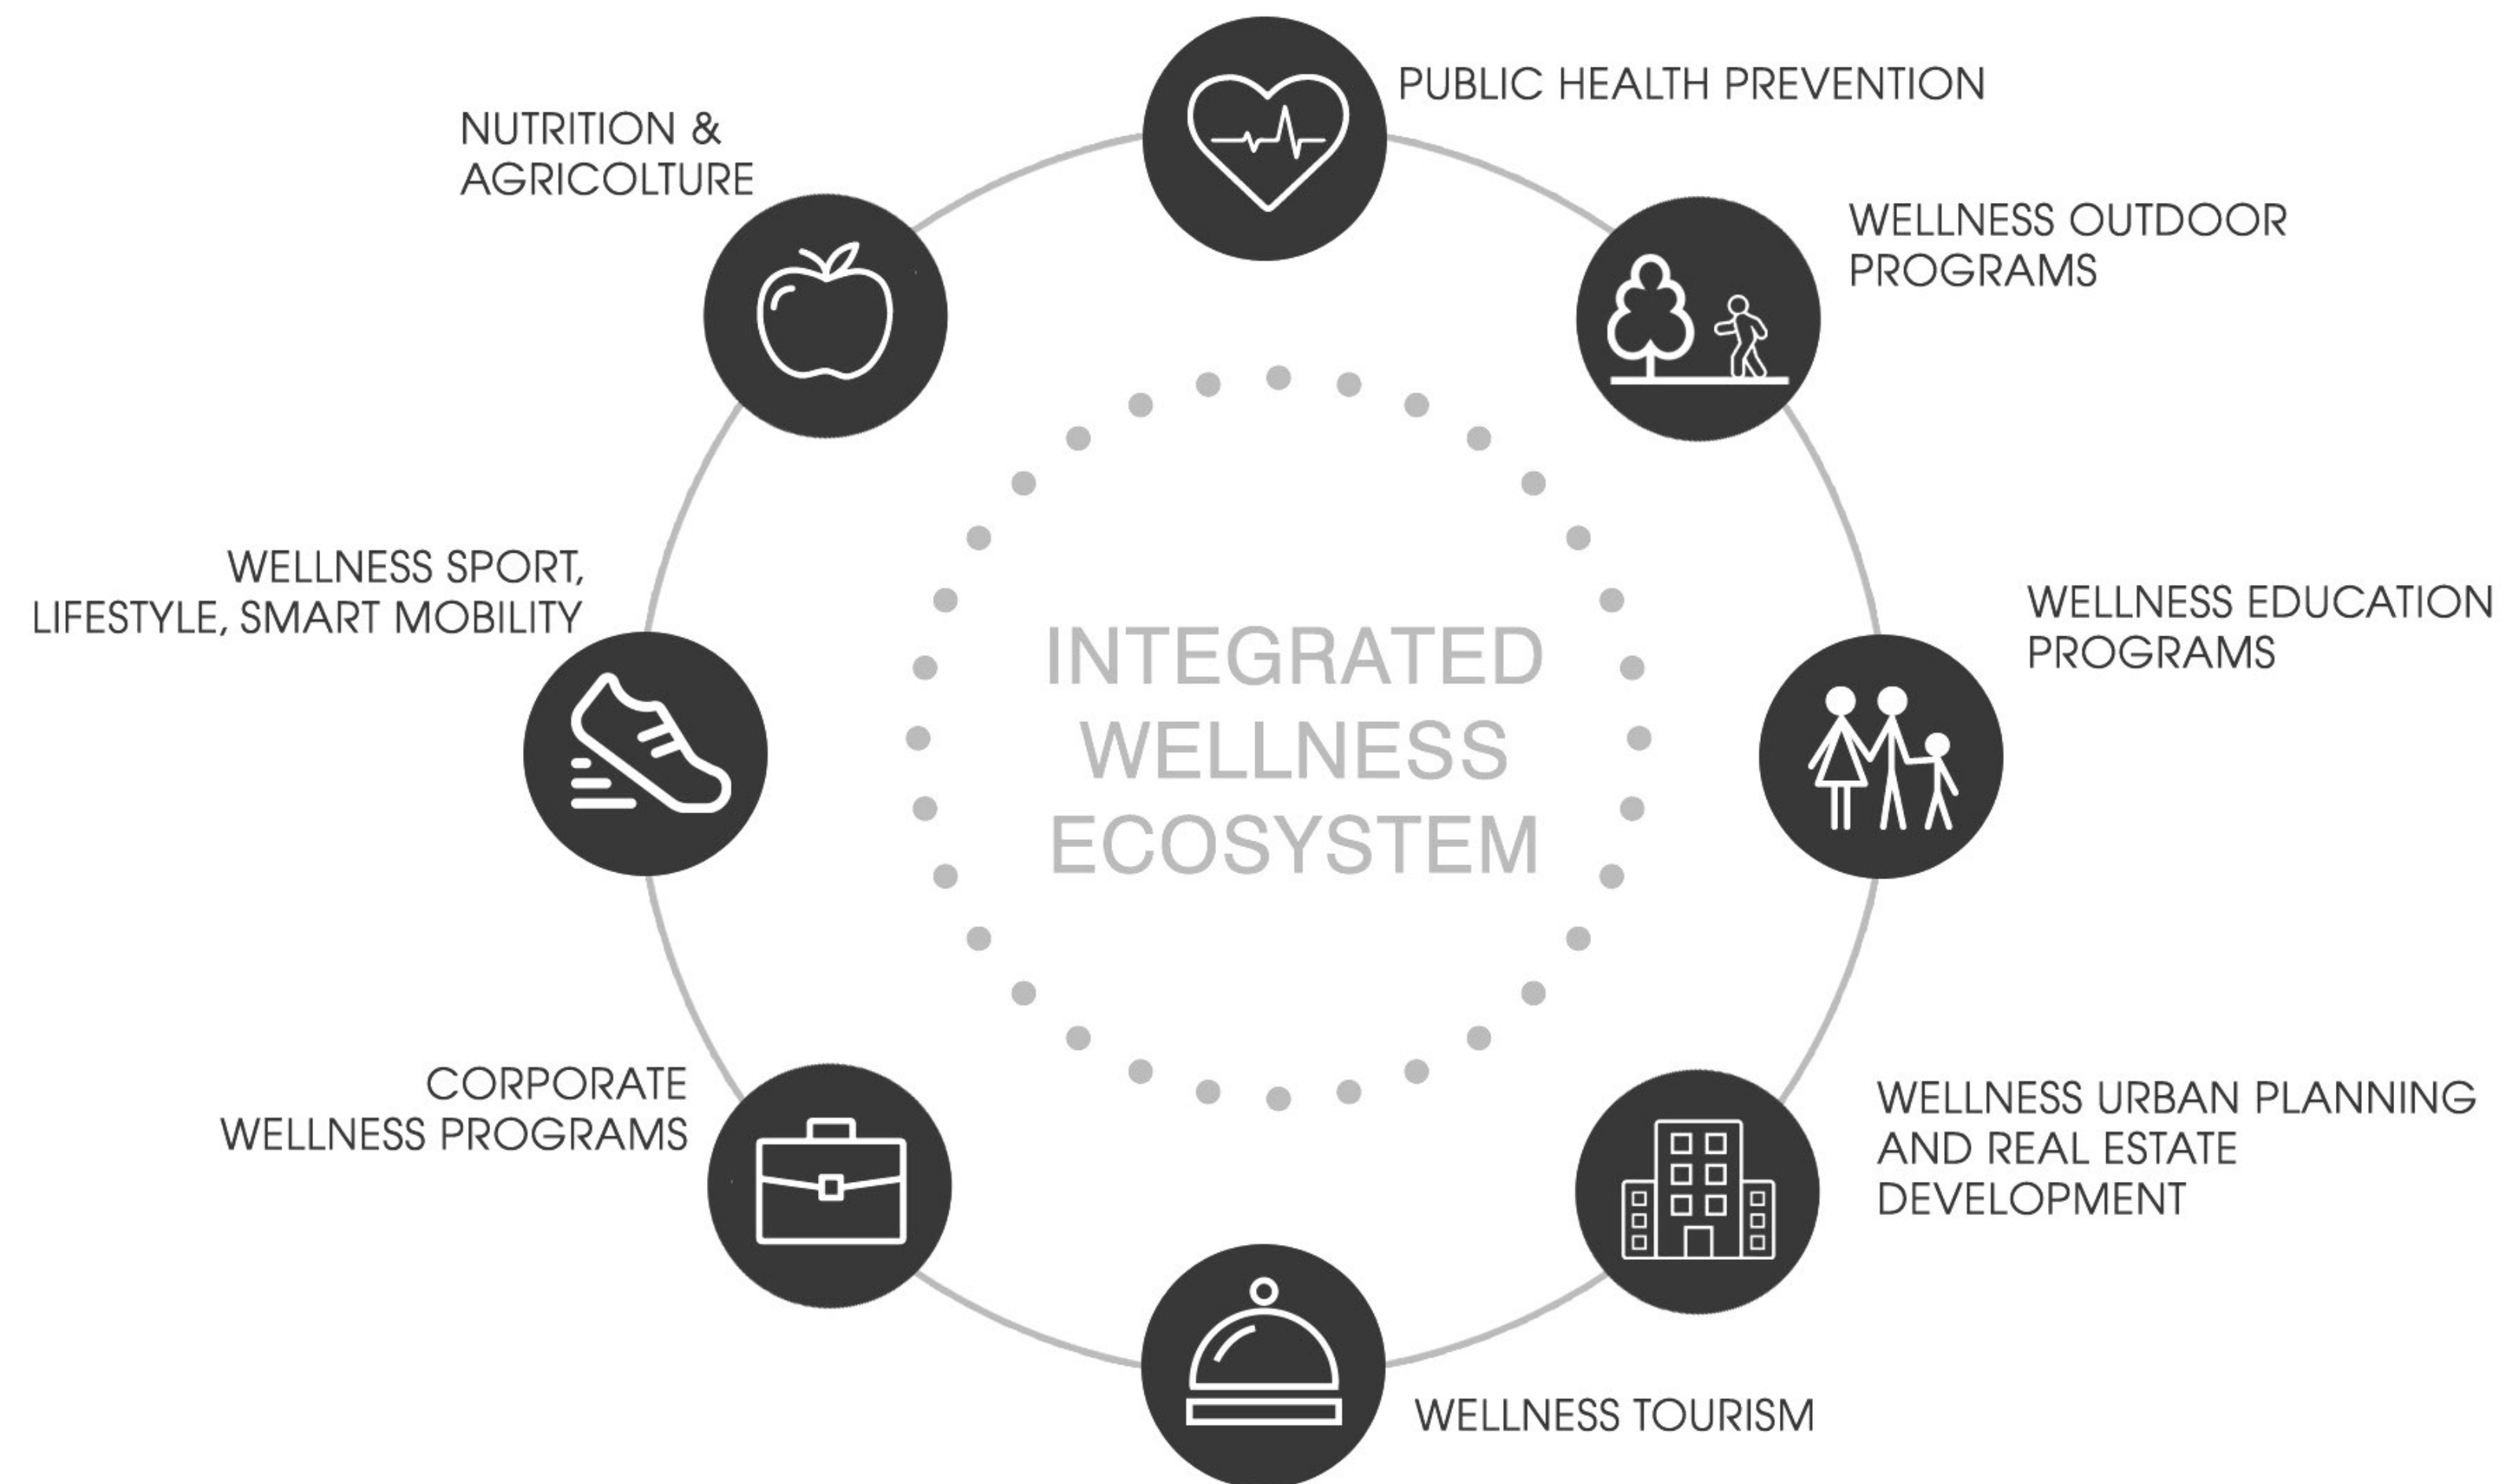 PUBLIC HEALTH PREVENTION
NUTRITION &
AGRICOLTURE
WELLNESS OUTDOOR
PROGRAMS
WELLNESS SPORT,
LIFESTYLE, SMART MOBILITY
WELLNESS EDUCATION
PROGRAMS
INTEGRATED
WELLNESS
ECOSYSTEM
CORPORATE
WELLNESS PROGRAMS
WELLNESS URBAN PLANNING
AND REAL ESTATE
DEVELOPMENT
WELLNESS TOURISM